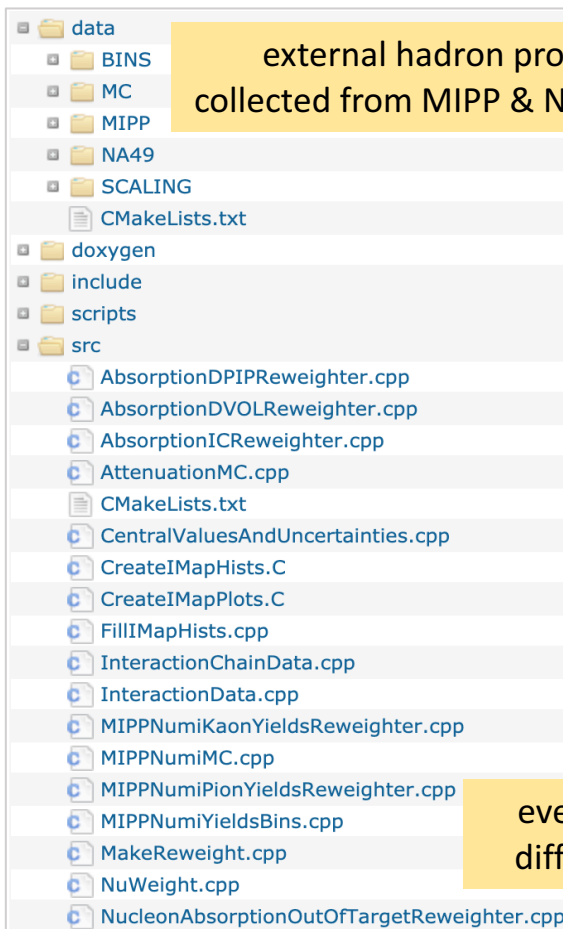 data
BINS
external hadron pro
MC
collected from MIPP & N
MIPP
NA49
SCALING
CMakeLists.txt
doxygen
include
scripts
src
AbsorptionDPIPReweighter.cpp
AbsorptionDVOLReweighter.cpp
AbsorptionICReweighter.cpp
AttenuationMC.cpp
CMakeLists.txt
CentralValuesAndUncertainties.cpp
CreateIMapHists.C
CreateIMapPlots.C
FillIMapHists.cpp
InteractionChainData.cpp
InteractionData.cpp
MIPPNumiKaonYieldsReweighter.cpp
MIPPNumiMC.cpp
MIPPNumiPionYieldsReweighter.cpp
MIPPNumiYieldsBins.cpp
eve
MakeReweight.cpp
diff
NuWeight.cpp
NucleonAbsorptionOutOfTargetReweighter.cpp